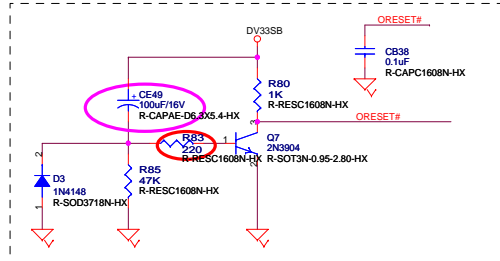 ORESET#
DV33SB
CB38
0.1uF
R-CAPC1608N-HX
CE49
100uF/16V
R-CAPAE-D6.3X5.4-HX
R80
1K
R-RESC1608N-HX
ORESET#
3
R83
220
R-RESC1608N-HX
1
Q7
2N3904
R-SOT3N-0.95-2.80-HX
2
2
D3
1N4148
R-SOD3718N-HX
1
R85
47K
R-RESC1608N-HX